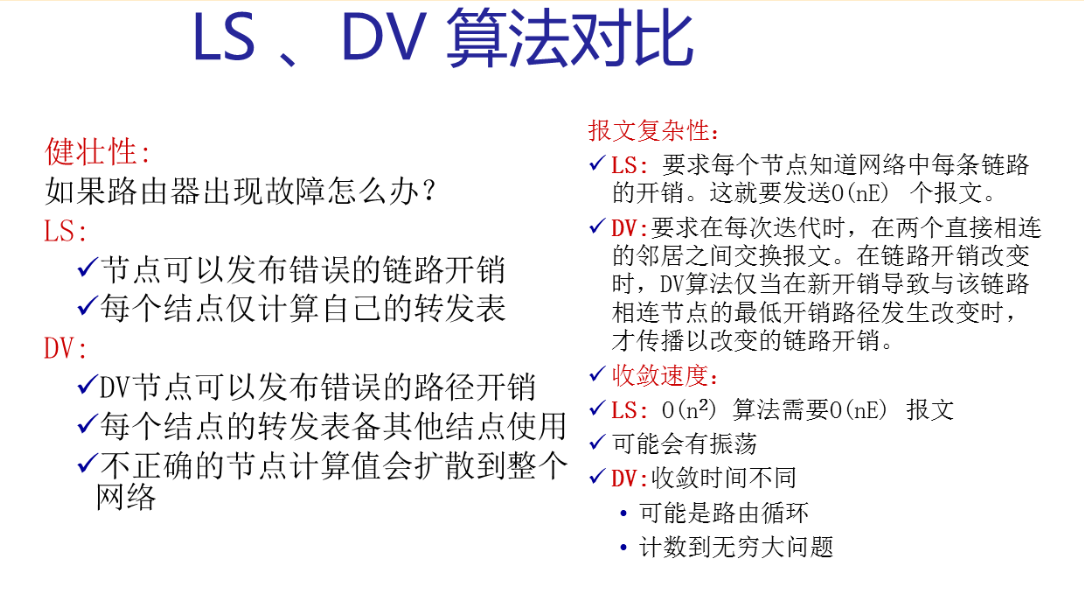 LS 、DV 算法对比
健壮性:
如果路由器出现故障怎么办?
LS:
✓节点可以发布错误的链路开销
✓每个结点仅计算自己的转发表
DV:
✓DV节点可以发布错误的路径开销
✓每个结点的转发表备其他结点使用
✓不正确的节点计算值会扩散到整个
网络
报文复杂性:
✓LS: 要求每个节点知道网络中每条链路
的开销。这就要发送O(nE) 个报文。
✓DV:要求在每次迭代时，在两个直接相连
的邻居之间交换报文。在链路开销改变
时，DV算法仅当在新开销导致与该链路
相连节点的最低开销路径发生改变时，
才传播以改变的链路开销。
✓收敛速度:
✓LS: O(n²) 算法需要O(nE) 报文
✓可能会有振荡
✓DV:收敛时间不同
• 可能是路由循环
• 计数到无穷大问题